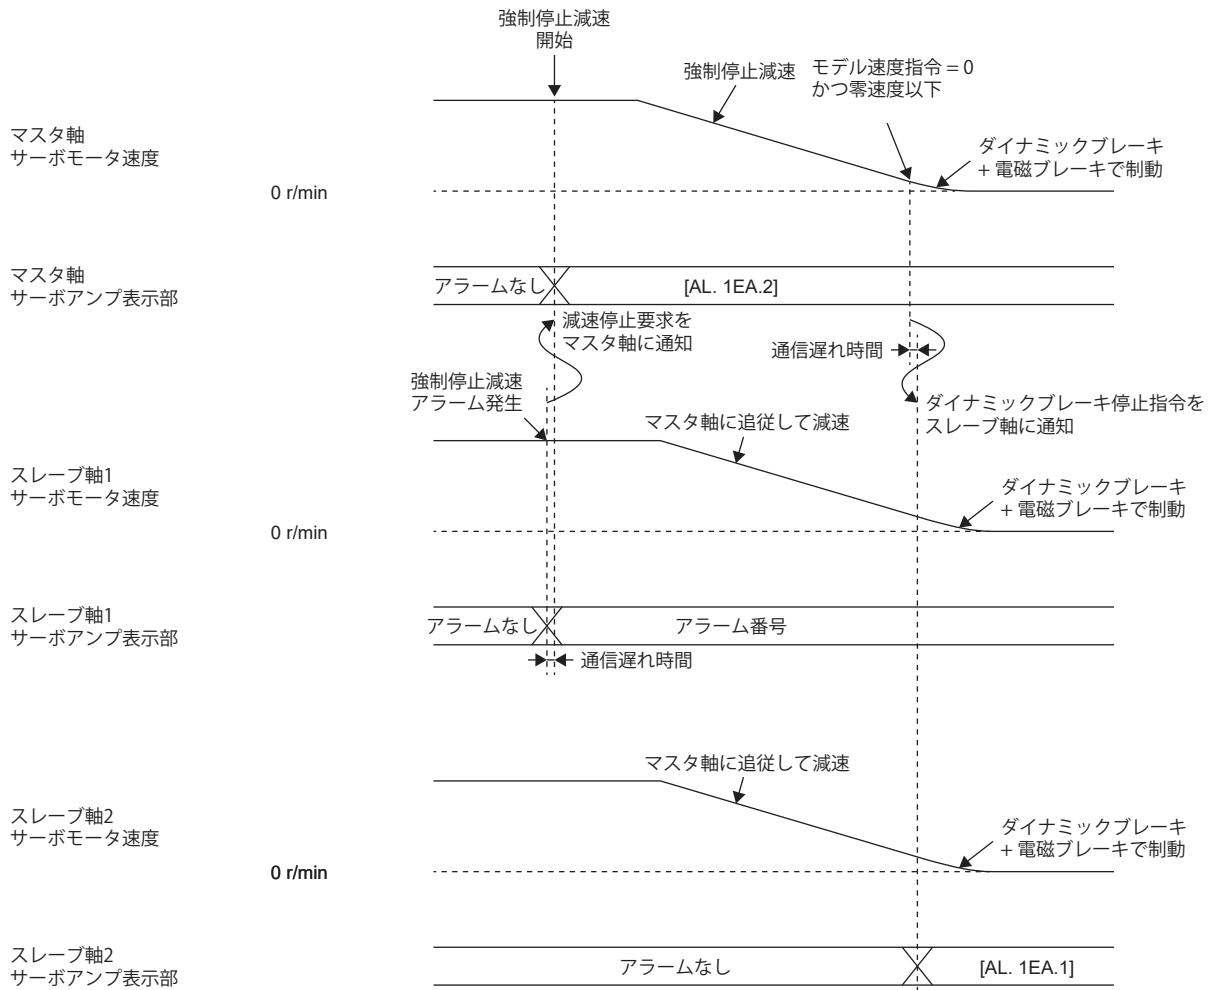 強制停止減速
開始
強制停止減速
モデル速度指令＝0
かつ零速度以下
マスタ軸
サーボモータ速度
ダイナミックブレーキ
+ 電磁ブレーキで制動
0 r/min
マスタ軸
サーボアンプ表示部
アラームなし
[AL. 1EA.2]
減速停止要求を
マスタ軸に通知
通信遅れ時間
強制停止減速
アラーム発生
ダイナミックブレーキ停止指令を
スレーブ軸に通知
マスタ軸に追従して減速
スレーブ軸1
サーボモータ速度
ダイナミックブレーキ
+ 電磁ブレーキで制動
0 r/min
スレーブ軸1
サーボアンプ表示部
アラームなし
アラーム番号
通信遅れ時間
マスタ軸に追従して減速
スレーブ軸2
サーボモータ速度
ダイナミックブレーキ
+ 電磁ブレーキで制動
0 r/min
スレーブ軸2
サーボアンプ表示部
アラームなし
[AL. 1EA.1]